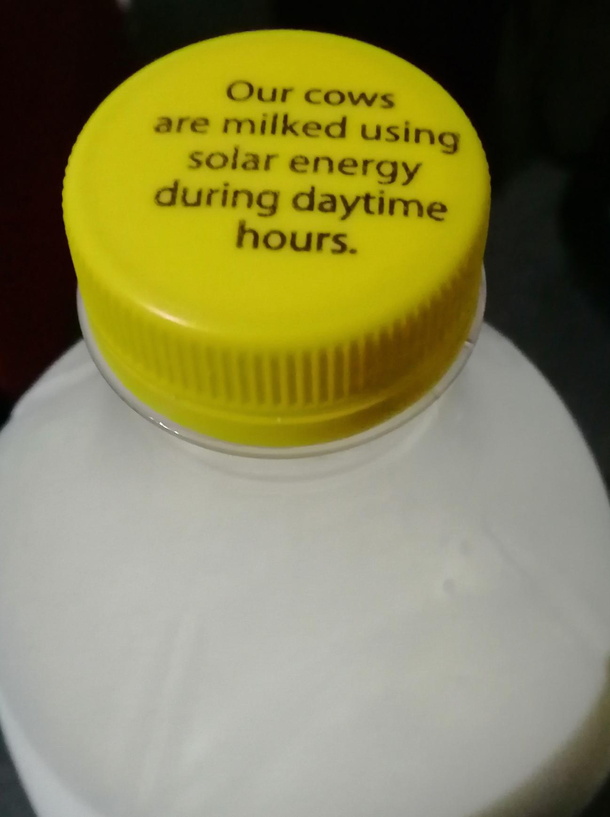 Our cows
are milked using
solar energy
during daytime
hours.